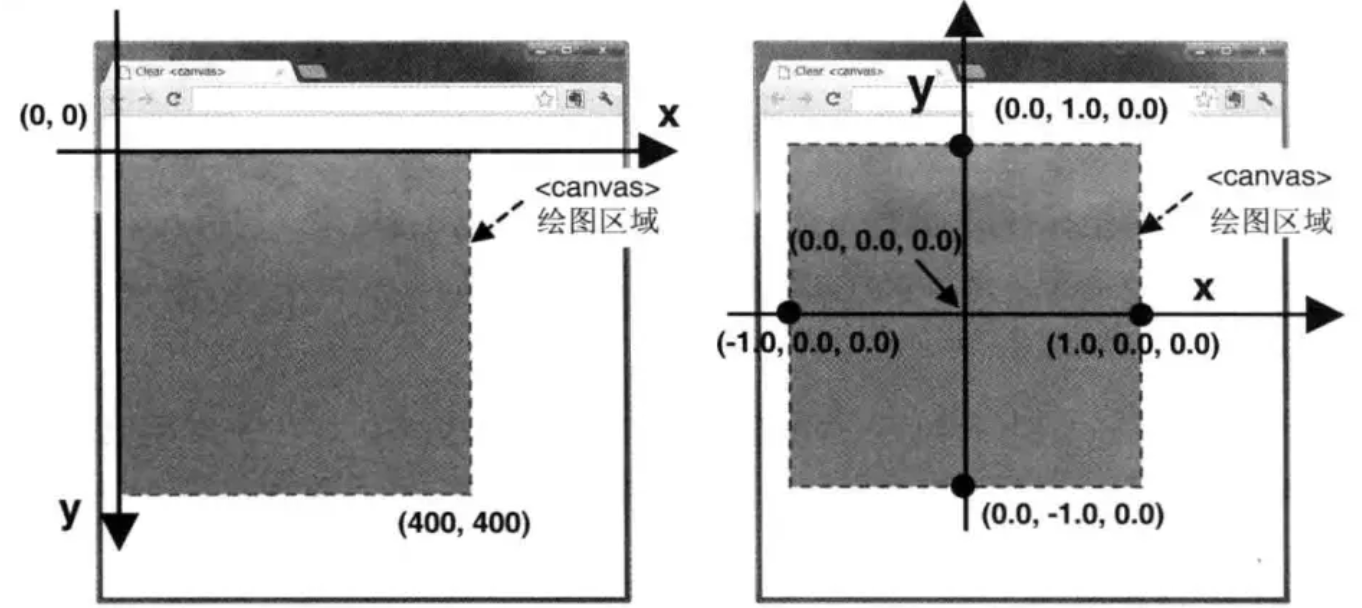 Clear <canvas>
(0, 0)
x
<canvas>
绘图区域
y
(400, 400)
Clear <canvas>
y
(0.0, 1.0, 0.0)
<canvas>
绘图区域
(0.0, 0.0, 0.0)
x
(-1.0, 0.0, 0.0)
(1.0, 0.0, 0.0)
(0.0, -1.0, 0.0)